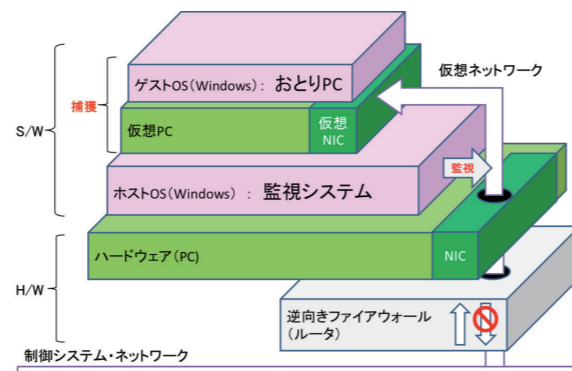 ゲストOS(Windows)： おとりPC
仮想ネットワーク
捕獲
S/W
仮想PC
仮想
NIC
監視
ホストOS(Windows) ： 監視システム
ハードウェア(PC)
NIC
H/W
逆向きファイアウォール
(ルータ)
制御システム・ネットワーク